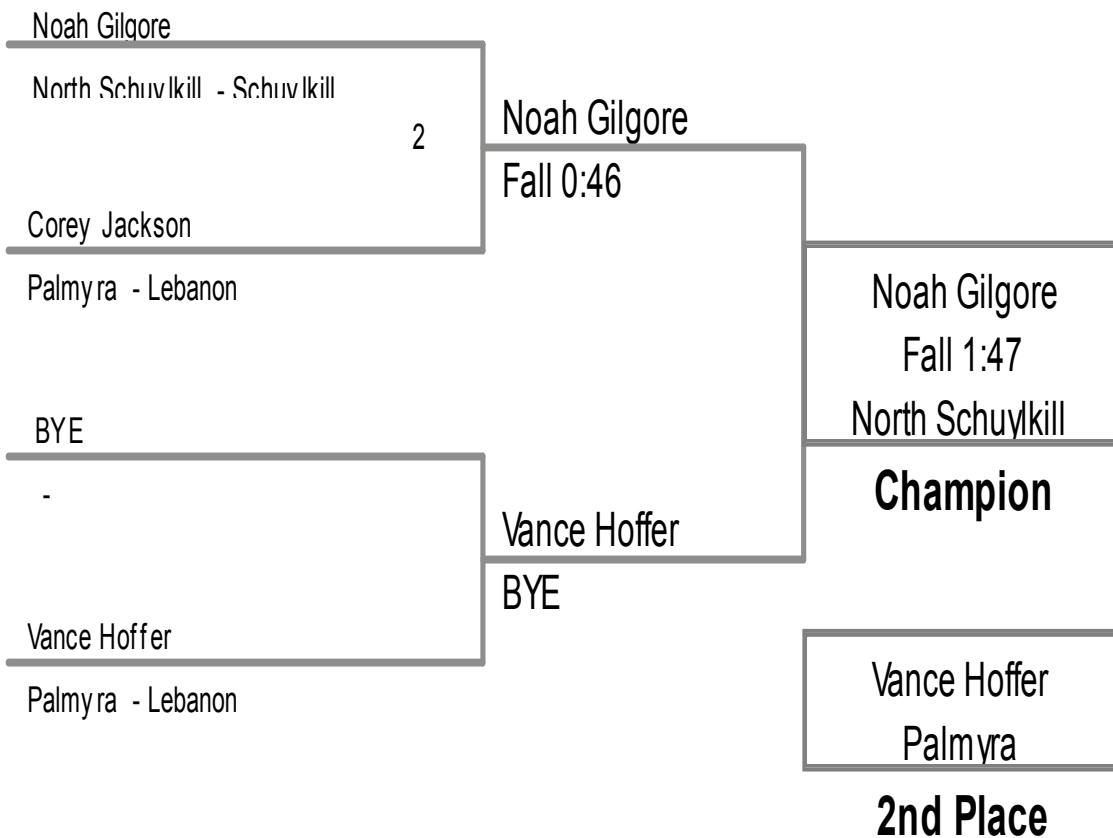 Noah Gilgore
North Schuylkill - Schuylkill
2
Noah Gilgore
Fall 0:46
Corey Jackson
Palmyra - Lebanon
Noah Gilgore
Fall 1:47
North Schuylkill
Champion
BYE
-
Vance Hoffer
BYE
Vance Hoffer
Palmyra - Lebanon
Vance Hoffer
Palmyra
2nd Place